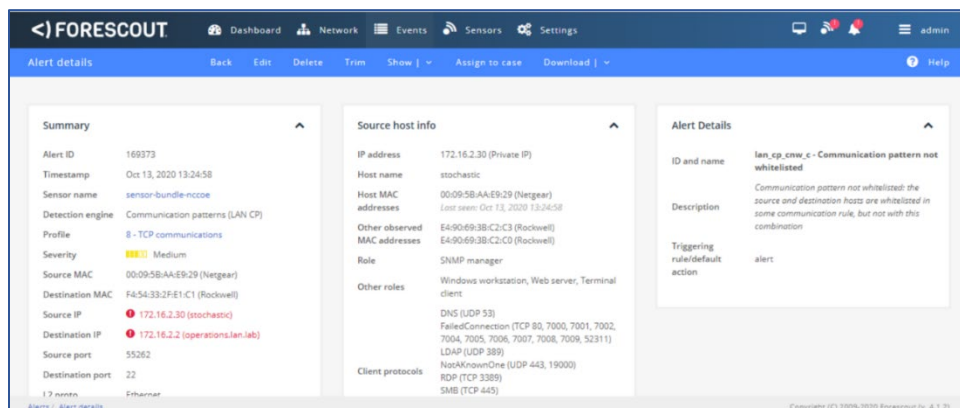 <) FORESCOUT. Dashboard Network Events Sensors Settings admin
Alert details Back Edit Delete Trim Show | Assign to case Download | Help
Summary
Alert ID 169373
Timestamp Oct 13, 2020 13:24:58
Sensor name sensor-bundle-nccoe
Detection engine Communication patterns (LAN CP)
Profile 8 - TCP communications
Severity Medium
Source MAC 00:09:5B:AA:E9:29 (Netgear)
Destination MAC F4:54:33:2F:E1:C1 (Rockwell)
Source IP 172.16.2.30 (stochastic)
Destination IP 172.16.2.2 (operations.lan.lab)
Source port 55262
Destination port 22
L2 proto Ethernet
Source host info
IP address 172.16.2.30 (Private IP)
Host name stochastic
Host MAC 00:09:5B:AA:E9:29 (Netgear)
addresses Last seen: Oct 13, 2020 13:24:58
Other observed E4:90:69:3B:C2:C3 (Rockwell)
MAC addresses E4:90:69:3B:C2:C0 (Rockwell)
Role SNMP manager
Other roles Windows workstation, Web server, Terminal
client
DNS (UDP 53)
FailedConnection (TCP 80, 7000, 7001, 7002,
7004, 7005, 7006, 7007, 7008, 7009, 52311)
LDAP (UDP 389)
Client protocols NotAKnownOne (UDP 443, 19000)
RDP (TCP 3389)
SMB (TCP 445)
Alert Details
ID and name lan_cp_cnw_c - Communication pattern not
whitelisted
Description Communication pattern not whitelisted: the
source and destination hosts are whitelisted in
some communication rule, but not with this
combination
Triggering
rule/default alert
action
Alerts / Alert details
Copyright (C) 2009-2020 Forescout (v. 4.1.2)